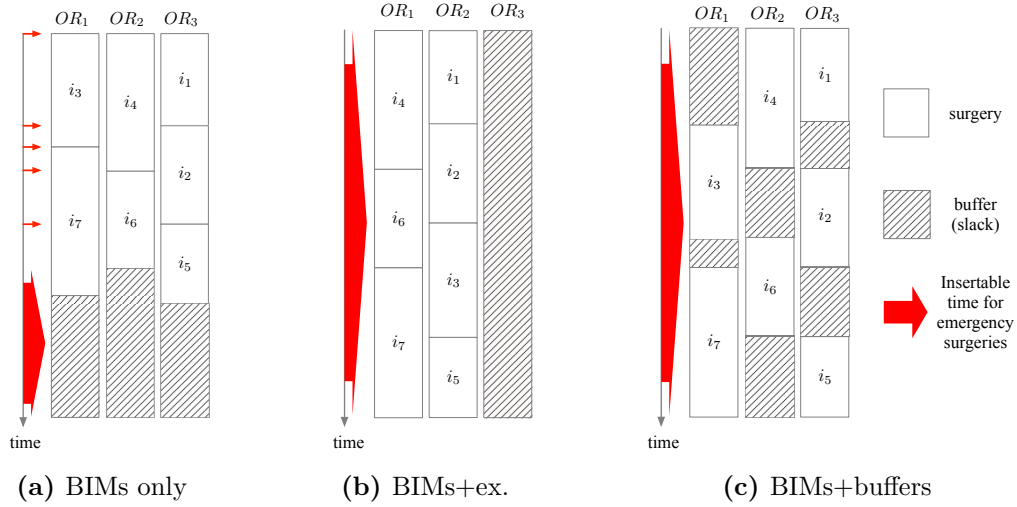 OR₁ OR₂ OR₃
i₃
i₄
i₁
i₇
i₆
i₂
i₅
time
(a) BIMs only
OR₁ OR₂ OR₃
i₄
i₆
i₇
i₁
i₂
i₃
i₅
time
(b) BIMs+ex.
OR₁ OR₂ OR₃
i₃
i₇
i₄
i₆
i₁
i₂
i₅
time
(c) BIMs+buffers
surgery
buffer
(slack)
Insertable
time for
emergency
surgeries